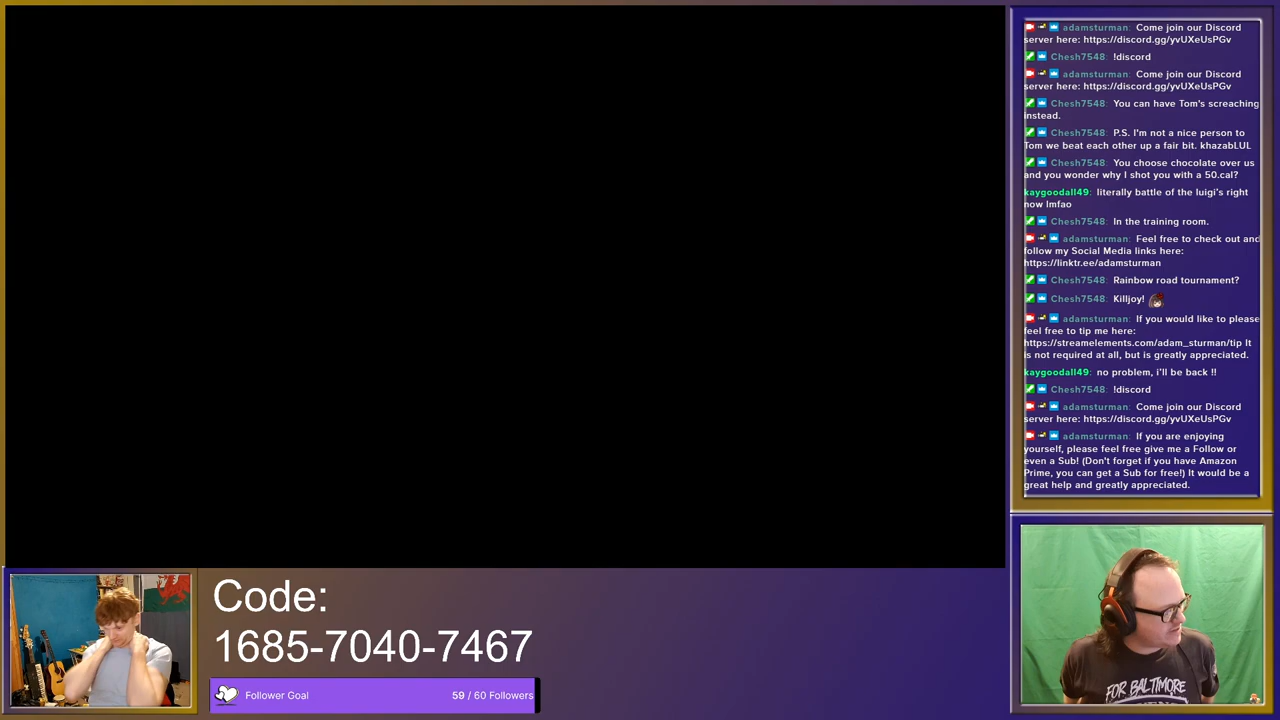 adamsturman: Come join our Discord
server here: https://discord.gg/yvUXeUsPGv
Chesh7548: !discord
adamsturman: Come join our Discord
server here: https://discord.gg/yvUXeUsPGv
Chesh7548: You can have Tom's screaching
instead.
Chesh7548: P.S. I'm not a nice person to
Tom we beat each other up a fair bit. khazabLUL
Chesh7548: You choose chocolate over us
and you wonder why I shot you with a 50.cal?
kaygoodall49: literally battle of the luigi's right
now lmfao
Chesh7548: In the training room.
adamsturman: Feel free to check out and
follow my Social Media links here:
https://linktr.ee/adamsturman
Chesh7548: Rainbow road tournament?
Chesh7548: Killjoy!
adamsturman: If you would like to please
feel free to tip me here:
https://streamelements.com/adam_sturman/tip It
is not required at all, but is greatly appreciated.
kaygoodall49: no problem, i'll be back !!
Chesh7548: !discord
adamsturman: Come join our Discord
server here: https://discord.gg/yvUXeUsPGv
adamsturman: If you are enjoying
yourself, please feel free give me a Follow or
even a Sub! (Don't forget if you have Amazon
Prime, you can get a Sub for free!) It would be a
great help and greatly appreciated.
Code:
1685-7040-7467
Follower Goal
59 / 60 Followers
FOR BALTIMORE